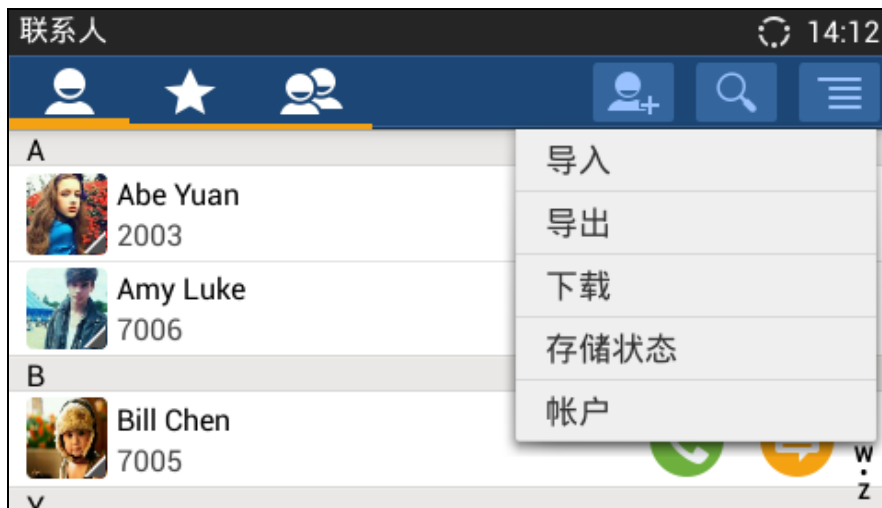 联系人
14:12
A
Abe Yuan
2003
Amy Luke
7006
B
Bill Chen
7005
导入
导出
下载
存储状态
帐户
W
Z